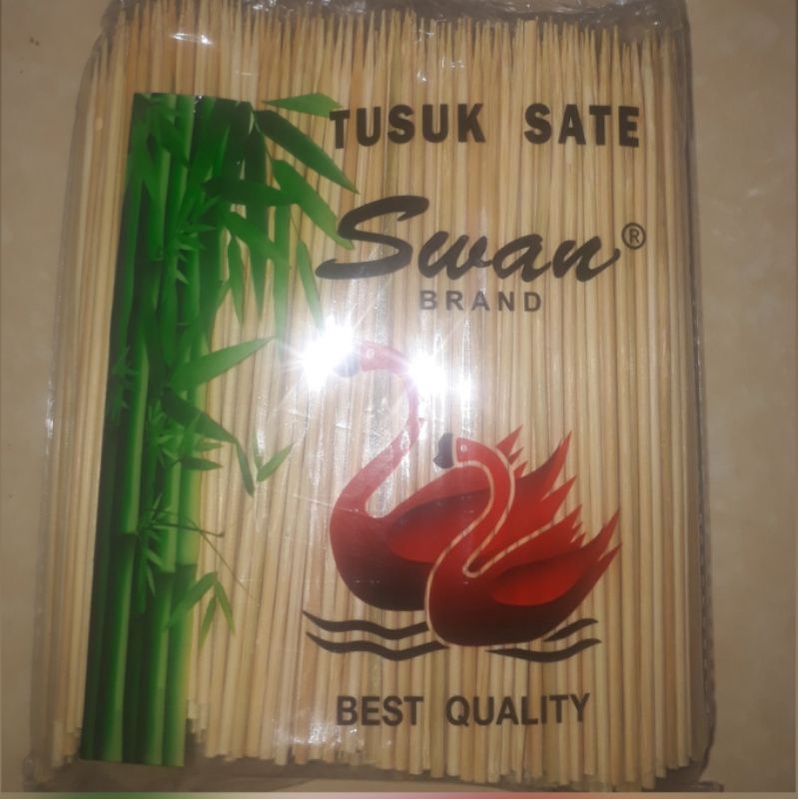 TUSUK SATE
Swan®
BRAND
BEST QUALITY